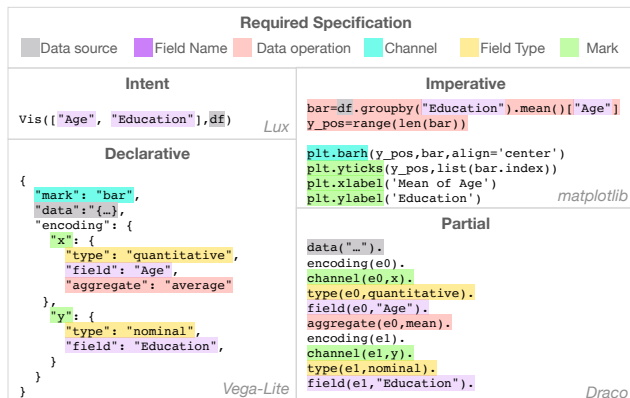 Required Specification
Data source Field Name Data operation Channel Field Type Mark
Intent
Vis(["Age", "Education"],df)
Lux
Declarative
{
"mark": "bar",
"data":"{…},
"encoding": {
"x": {
"type": "quantitative",
"field": "Age",
"aggregate": "average"
},
"y": {
"type": "nominal",
"field": "Education",
}
}
}
Vega-Lite
Imperative
bar=df.groupby("Education").mean()["Age"]
y_pos=range(len(bar))
plt.barh(y_pos,bar,align='center')
plt.yticks(y_pos,list(bar.index))
plt.xlabel('Mean of Age')
plt.ylabel('Education')
matplotlib
Partial
data("…").
encoding(e0).
channel(e0,x).
type(e0,quantitative).
field(e0,"Age").
aggregate(e0,mean).
encoding(e1).
channel(e1,y).
type(e1,nominal).
field(e1,"Education").
Draco